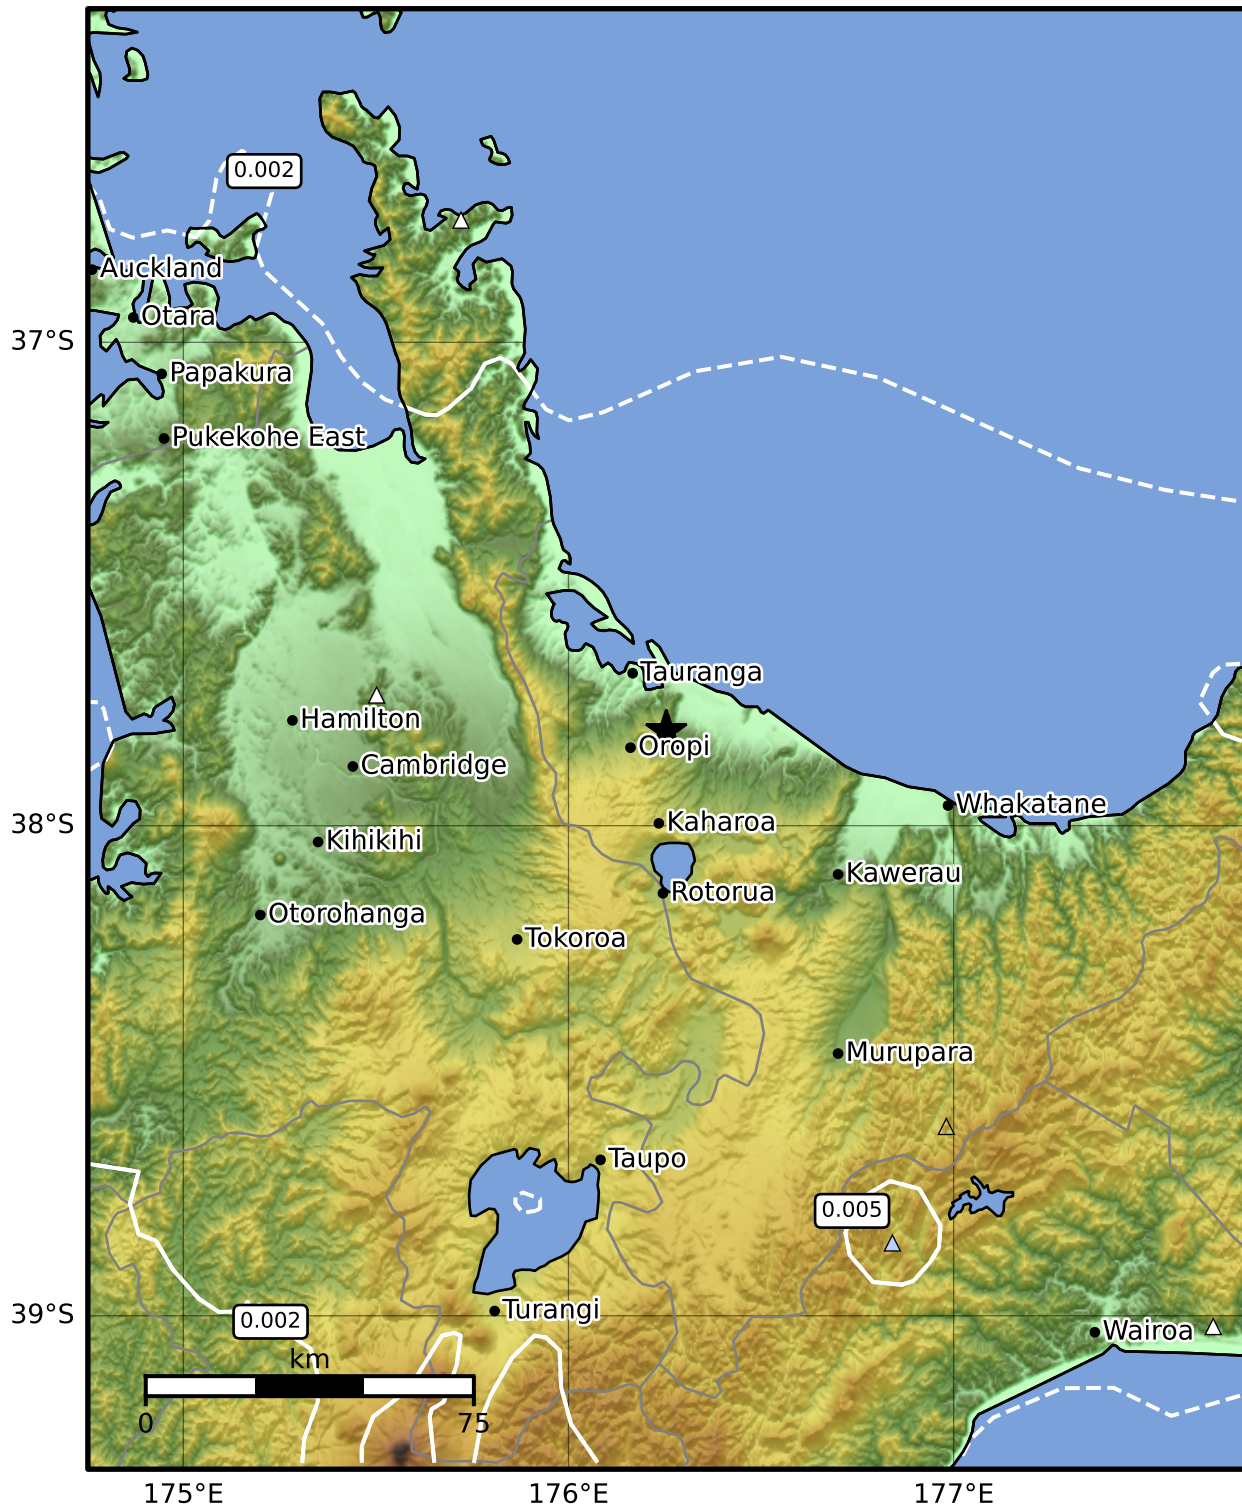 0.002
Auckland
Otara
37°S
Papakura
Pukekohe East
Tauranga
Hamilton
Oropi
Cambridge
Whakatane
Kaharoa
38°S
Kihikihi
Kawerau
Rotorua
Otorohanga
Tokoroa
Murupara
Taupo
0.005
Turangi
39°S
0.002
Wairoa
km
0 75
175°E 176°E 177°E